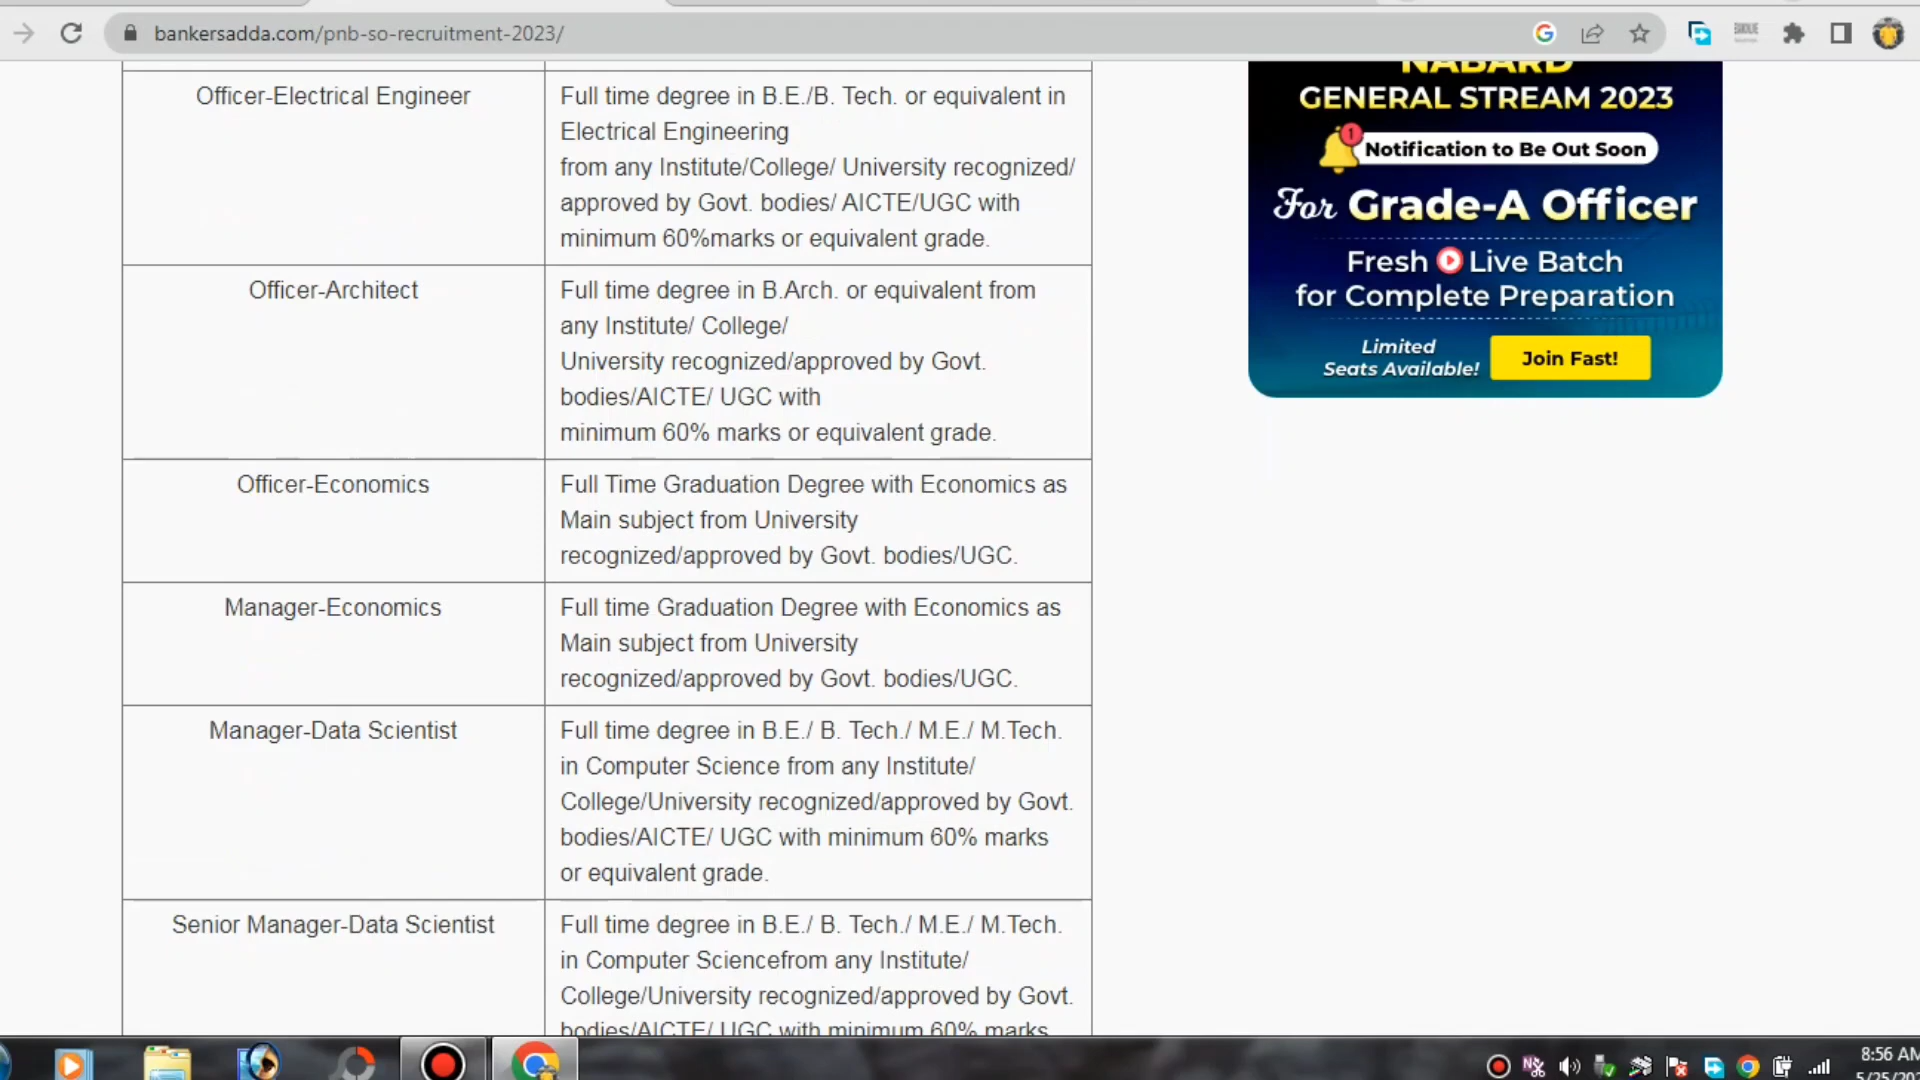 bankersadda.com/pnb-so-recruitment-2023/
Officer-Electrical Engineer
Full time degree in B.E./B. Tech. or equivalent in
Electrical Engineering
from any Institute/College/ University recognized/
approved by Govt. bodies/ AICTE/UGC with
minimum 60%marks or equivalent grade.
Officer-Architect
Full time degree in B.Arch. or equivalent from
any Institute/ College/
University recognized/approved by Govt.
bodies/AICTE/ UGC with
minimum 60% marks or equivalent grade.
Officer-Economics
Full Time Graduation Degree with Economics as
Main subject from University
recognized/approved by Govt. bodies/UGC.
Manager-Economics
Full time Graduation Degree with Economics as
Main subject from University
recognized/approved by Govt. bodies/UGC.
Manager-Data Scientist
Full time degree in B.E./ B. Tech./ M.E./ M.Tech.
in Computer Science from any Institute/
College/University recognized/approved by Govt.
bodies/AICTE/ UGC with minimum 60% marks
or equivalent grade.
Senior Manager-Data Scientist
Full time degree in B.E./ B. Tech./ M.E./ M.Tech.
in Computer Sciencefrom any Institute/
College/University recognized/approved by Govt.
bodies/AICTE/ UGC with minimum 60% marks
NABARD
GENERAL STREAM 2023
1
Notification to Be Out Soon
For Grade-A Officer
Fresh Live Batch
for Complete Preparation
Limited
Seats Available!
Join Fast!
8:56 AM